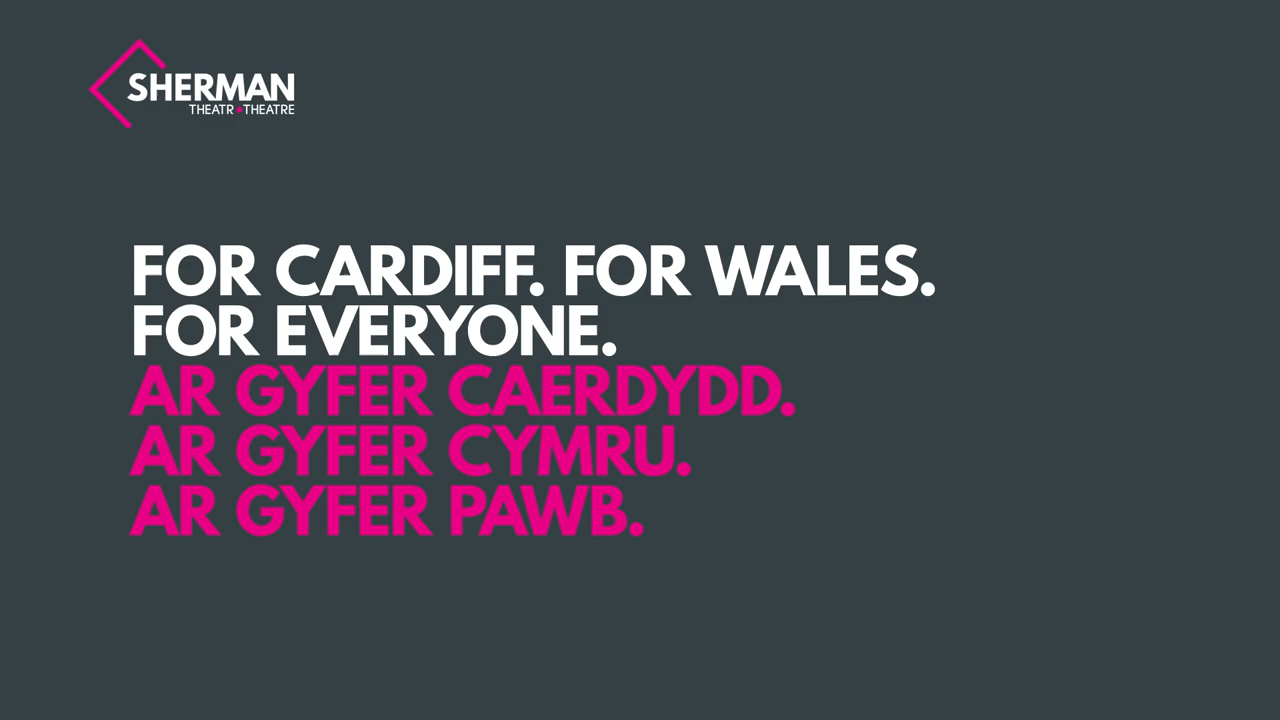 SHERMAN
THEATR THEATRE
FOR CARDIFF. FOR WALES.
FOR EVERYONE.
AR GYFER CAERDYDD.
AR GYFER CYMRU.
AR GYFER PAWB.